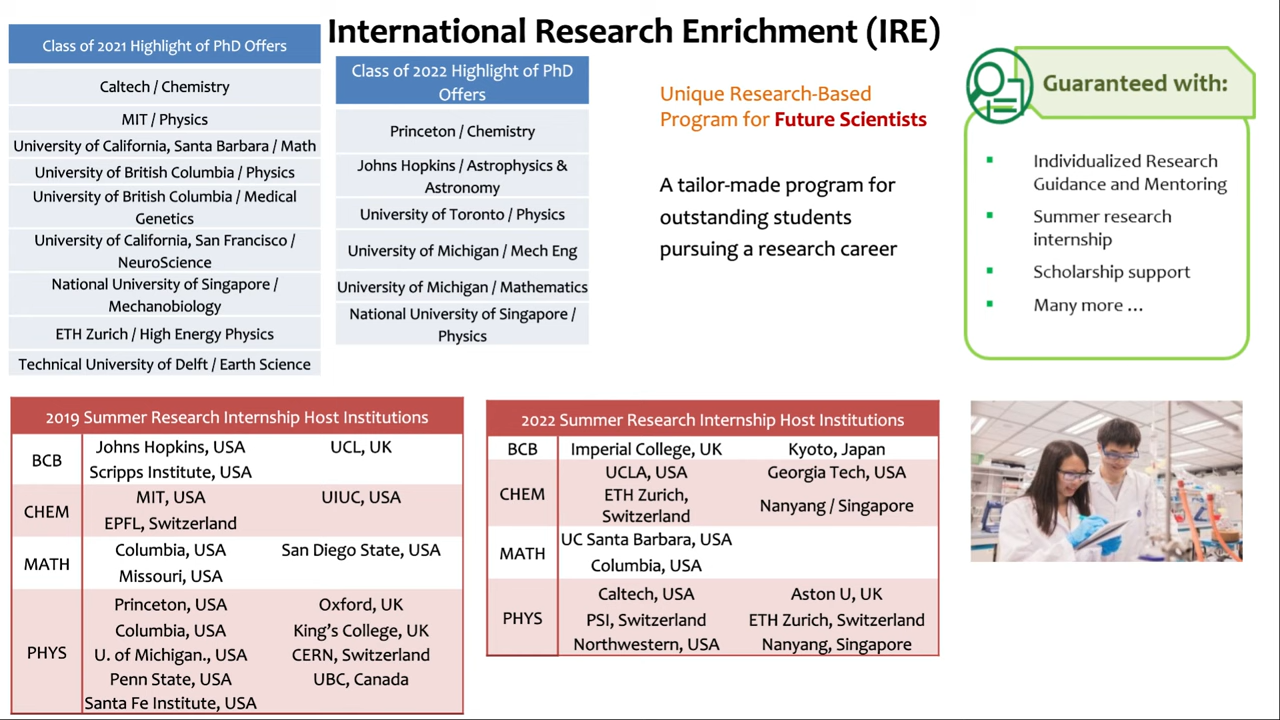 International Research Enrichment (IRE)
Class of 2021 Highlight of PhD Offers
Caltech / Chemistry
MIT / Physics
University of California, Santa Barbara / Math
University of British Columbia / Physics
University of British Columbia / Medical
Genetics
University of California, San Francisco /
NeuroScience
National University of Singapore /
Mechanobiology
ETH Zurich / High Energy Physics
Technical University of Delft / Earth Science
Class of 2022 Highlight of PhD
Offers
Princeton / Chemistry
Johns Hopkins / Astrophysics &
Astronomy
University of Toronto / Physics
University of Michigan / Mech Eng
University of Michigan / Mathematics
National University of Singapore /
Physics
Unique Research-Based
Program for Future Scientists
A tailor-made program for
outstanding students
pursuing a research career
Guaranteed with:
Individualized Research
Guidance and Mentoring
Summer research
internship
Scholarship support
Many more ...
2019 Summer Research Internship Host Institutions
BCB
Johns Hopkins, USA UCL, UK
Scripps Institute, USA
CHEM
MIT, USA UIUC, USA
EPFL, Switzerland
MATH
Columbia, USA San Diego State, USA
Missouri, USA
PHYS
Princeton, USA Oxford, UK
Columbia, USA King's College, UK
U. of Michigan., USA CERN, Switzerland
Penn State, USA UBC, Canada
Santa Fe Institute, USA
2022 Summer Research Internship Host Institutions
BCB
Imperial College, UK Kyoto, Japan
CHEM
UCLA, USA Georgia Tech, USA
ETH Zurich,
Switzerland Nanyang / Singapore
MATH
UC Santa Barbara, USA
Columbia, USA
PHYS
Caltech, USA Aston U, UK
PSI, Switzerland ETH Zurich, Switzerland
Northwestern, USA Nanyang, Singapore